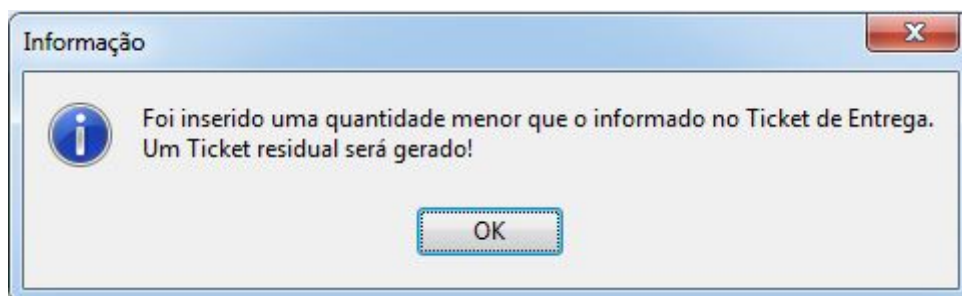 Informação
Foi inserido uma quantidade menor que o informado no Ticket de Entrega.
Um Ticket residual será gerado!
OK